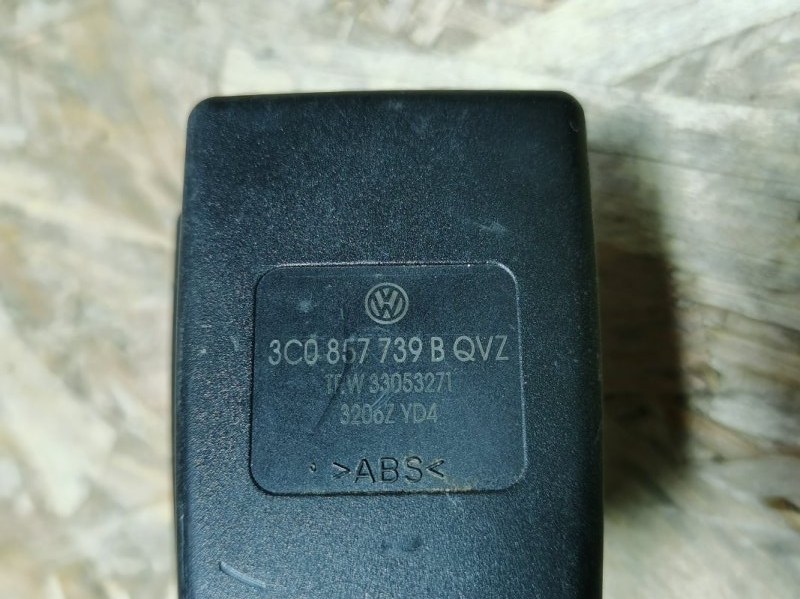 3C0 857 739 B QVZ
TRW 33053271
3206Z YD4
>ABS<